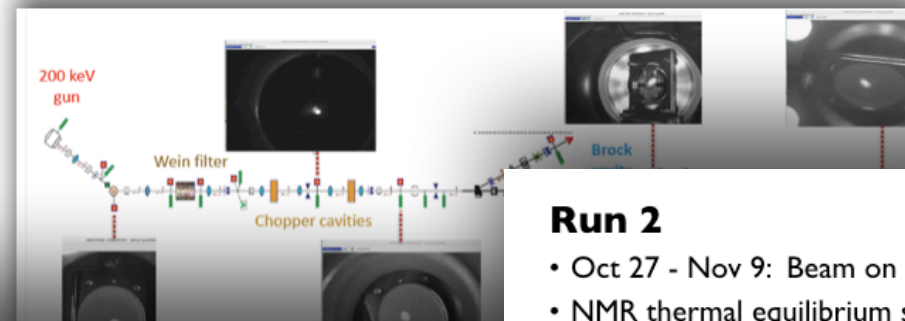 200 keV
gun
Wein filter
Chopper cavities
Brock
Run 2
• Oct 27 - Nov 9: Beam on
• NMR thermal equilibrium